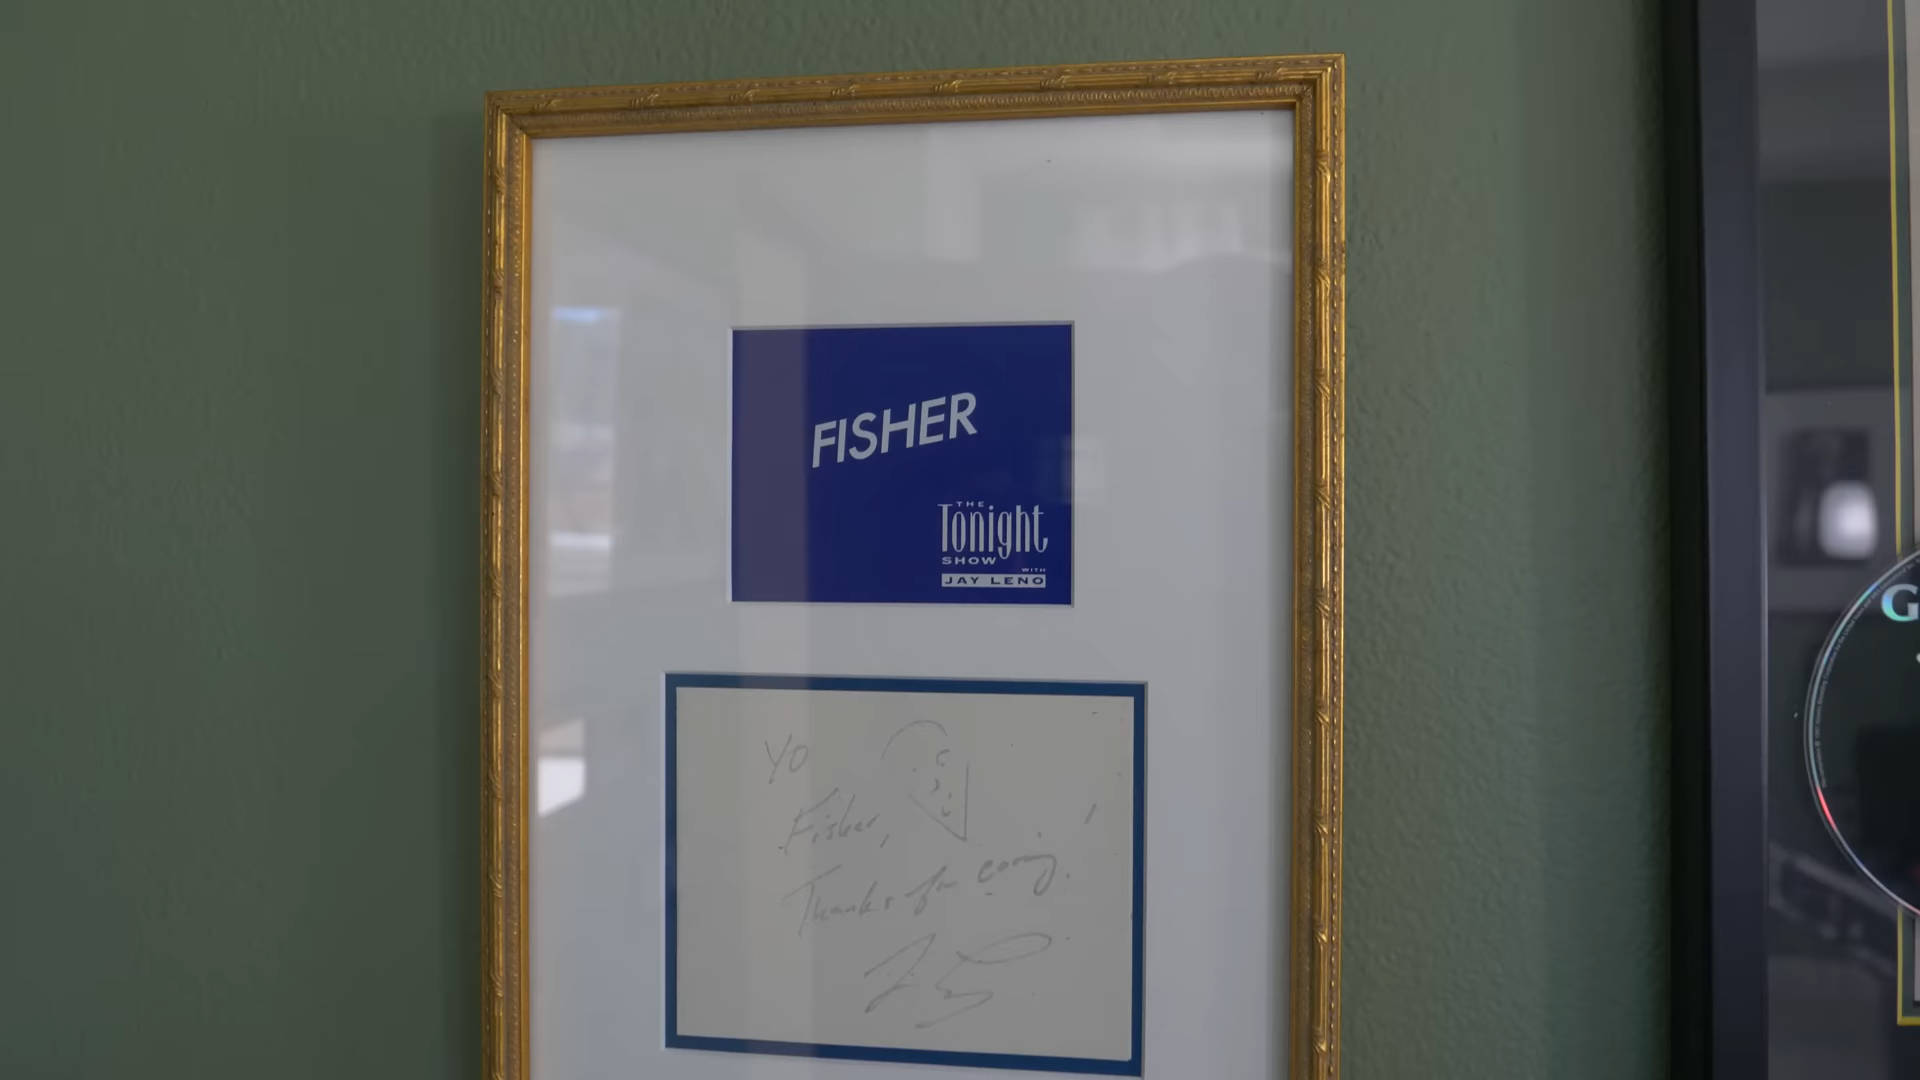 FISHER
THE
Tonight
SHOW
WITH
JAY LENO
YO
Fisher,
Thanks for coming!
G